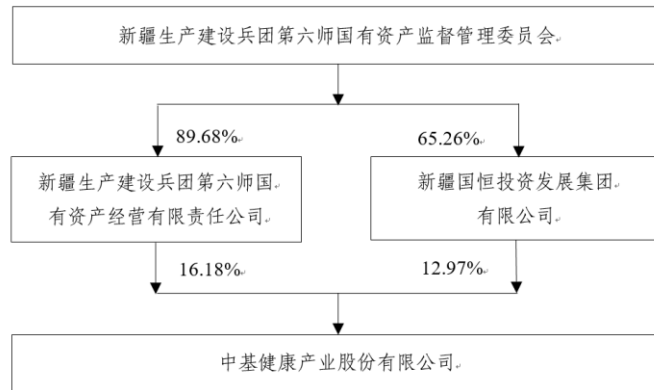 新疆生产建设兵团第六师国有资产监督管理委员会
89.68%
65.26%
新疆生产建设兵团第六师国
有资产经营有限责任公司
新疆国恒投资发展集团
有限公司
16.18%
12.97%
中基健康产业股份有限公司